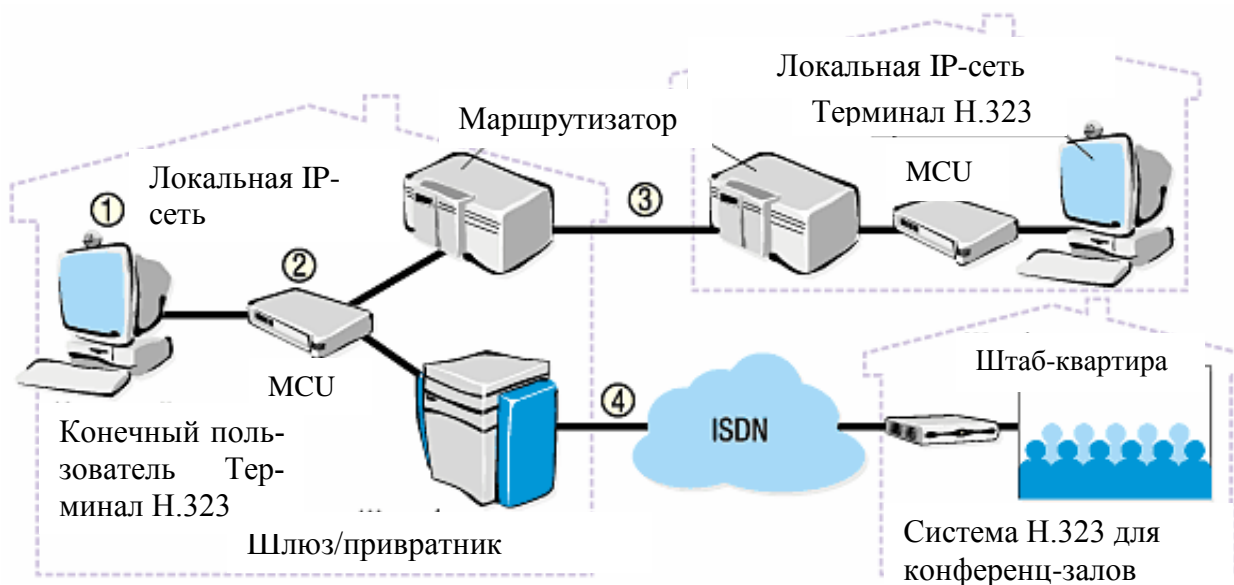 Локальная IP-сеть
Терминал Н.323
Маршрутизатор
MCU
Локальная IP-
сеть
1
3
2
MCU
Штаб-квартира
4
ISDN
Конечный поль-
зователь Тер-
минал Н.323
Шлюз/привратник
Система Н.323 для
конференц-залов